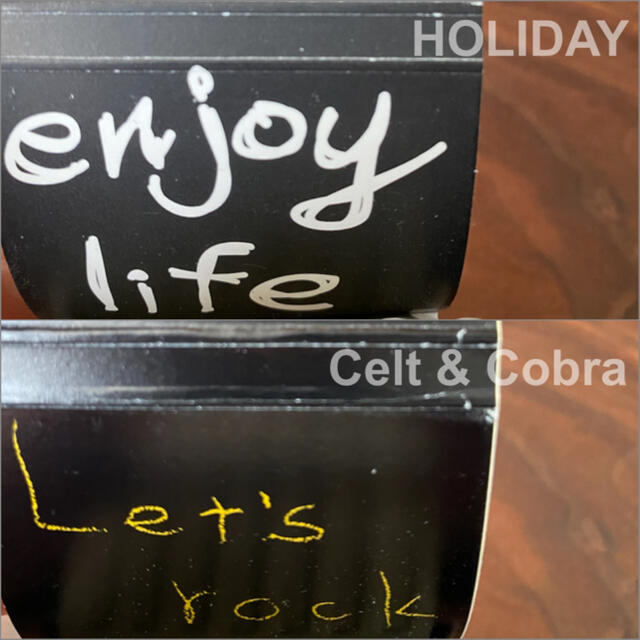 HOLIDAY
enjoy
life
Celt & Cobra
Let's
rock